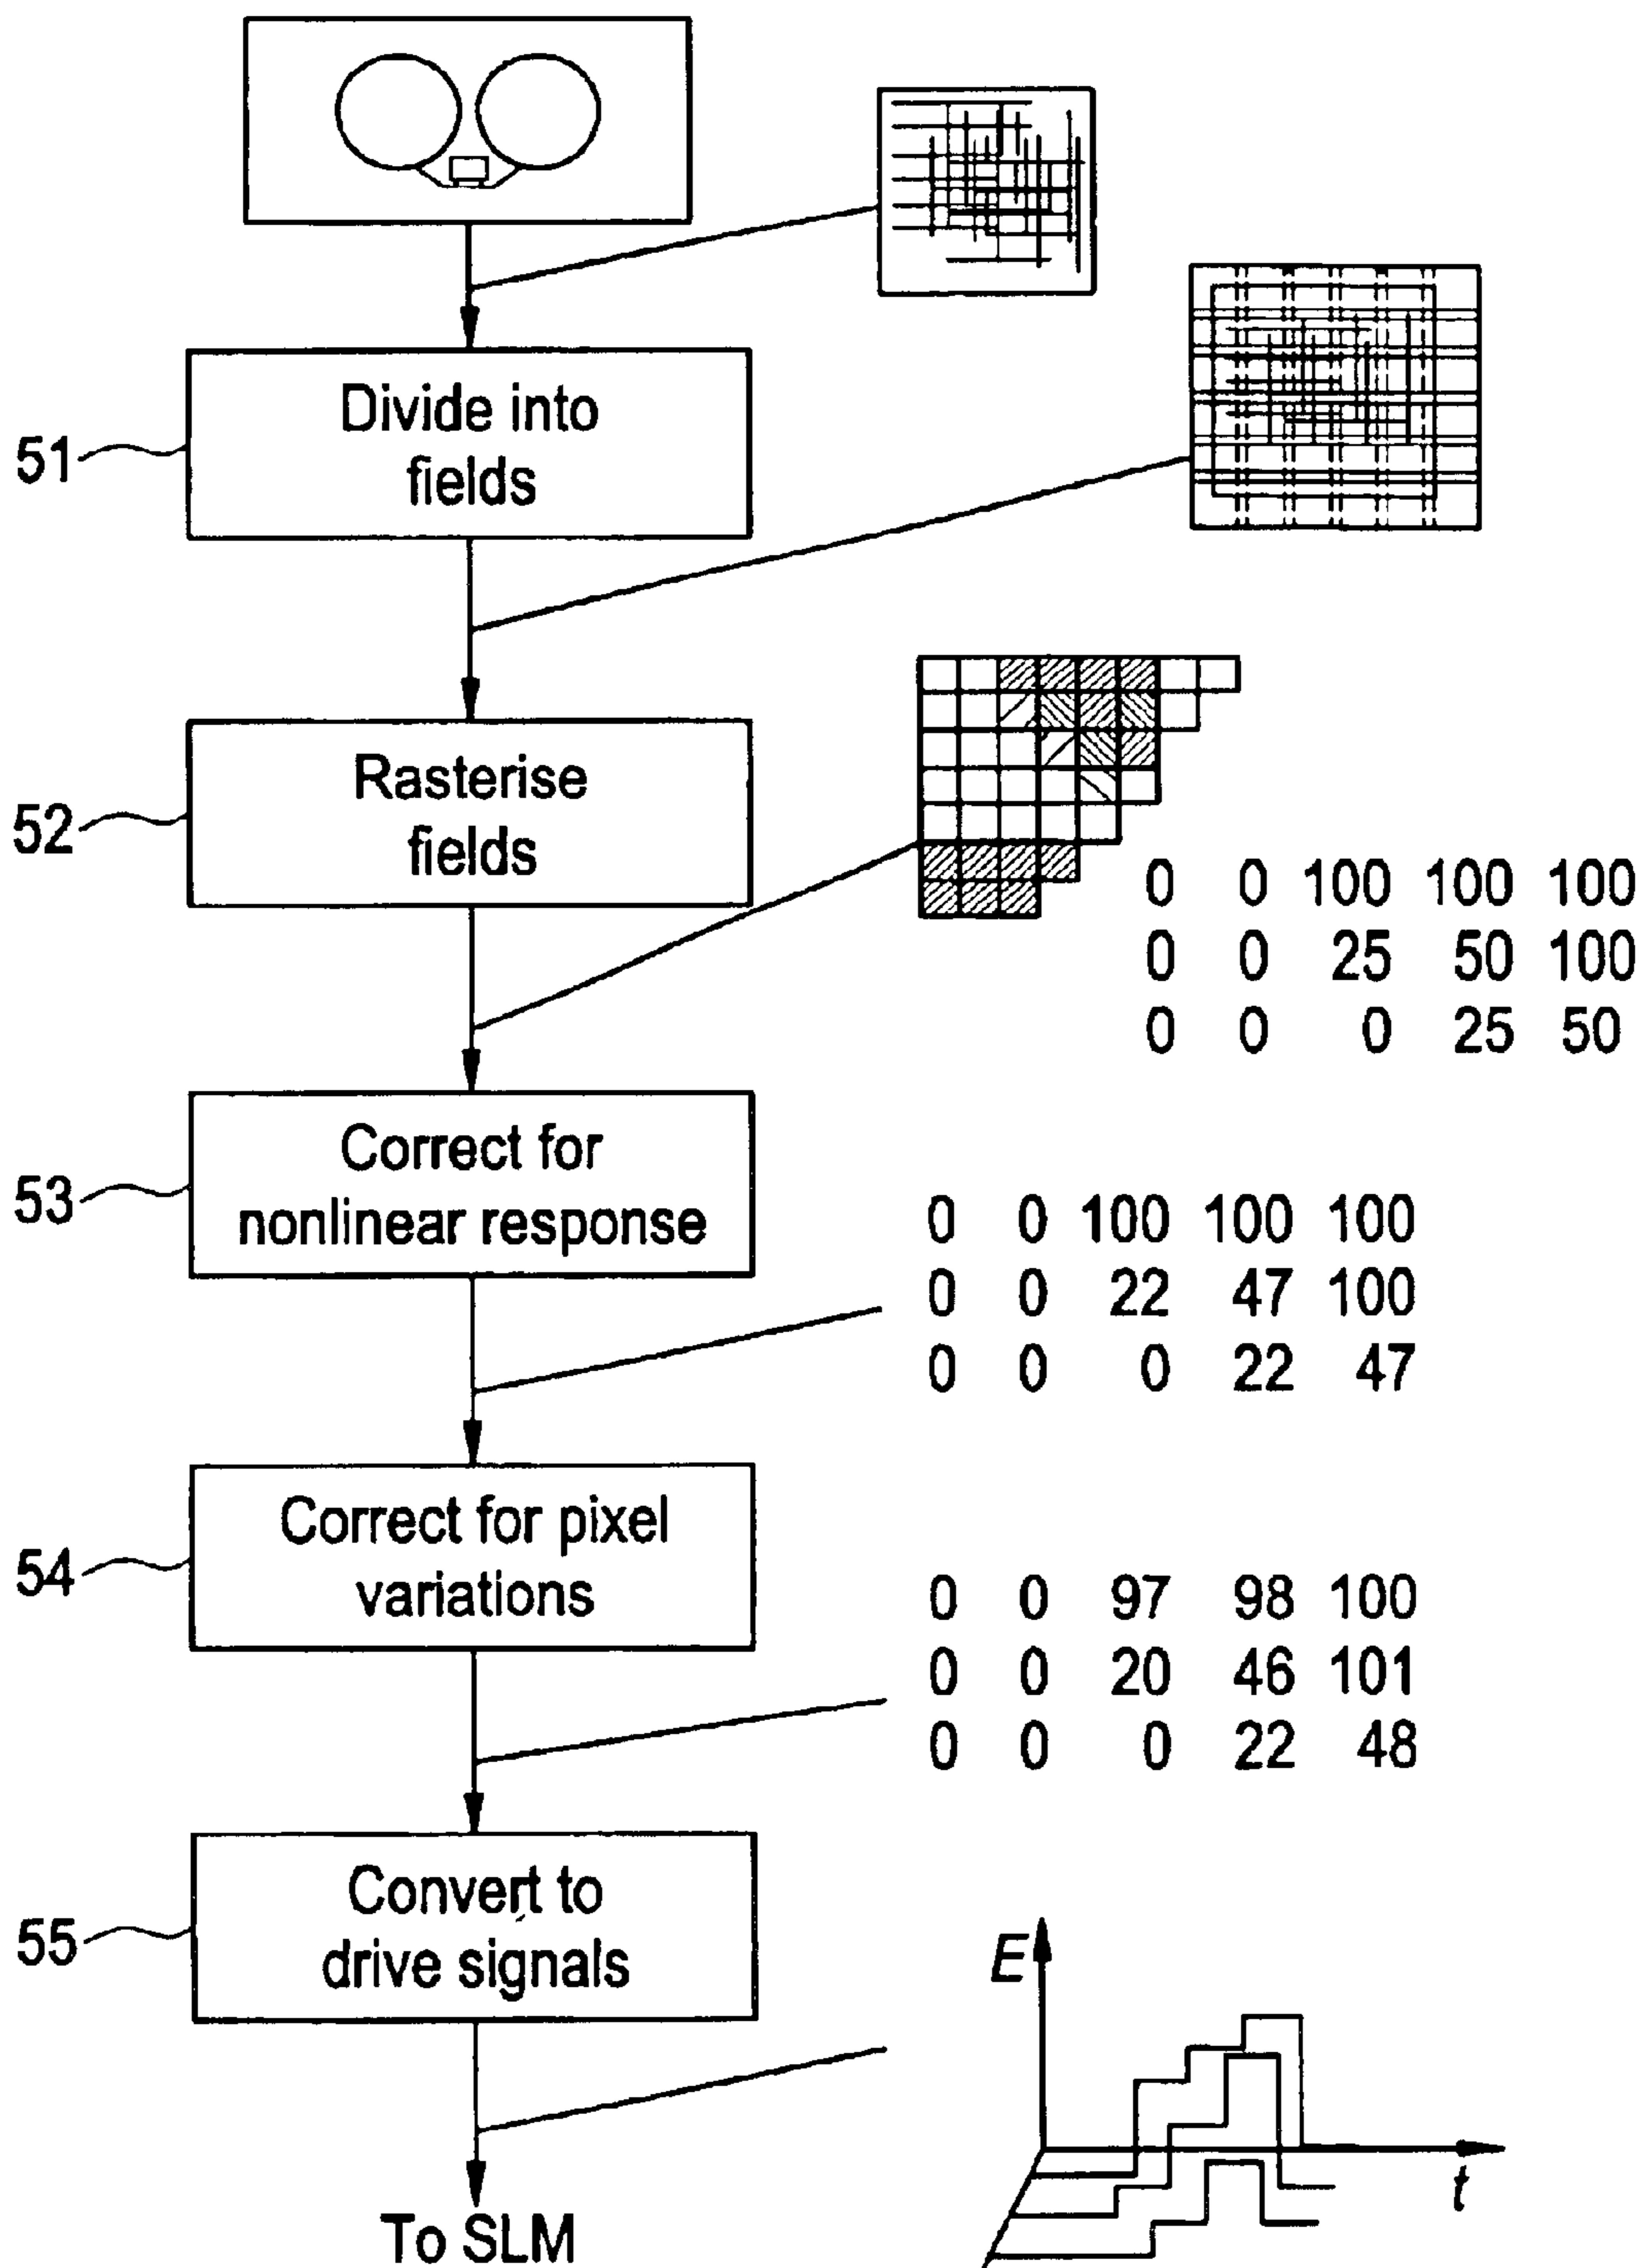 Divide into
fields
51
Rasterise
fields
52
0 0 100 100 100
0 0 25 50 100
0 0 0 25 50
Correct for
nonlinear response
53
0 0 100 100 100
0 0 22 47 100
0 0 0 22 47
Correct for pixel
variations
54
0 0 97 98 100
0 0 20 46 101
0 0 0 22 48
Convert to
drive signals
55
E
t
To SLM